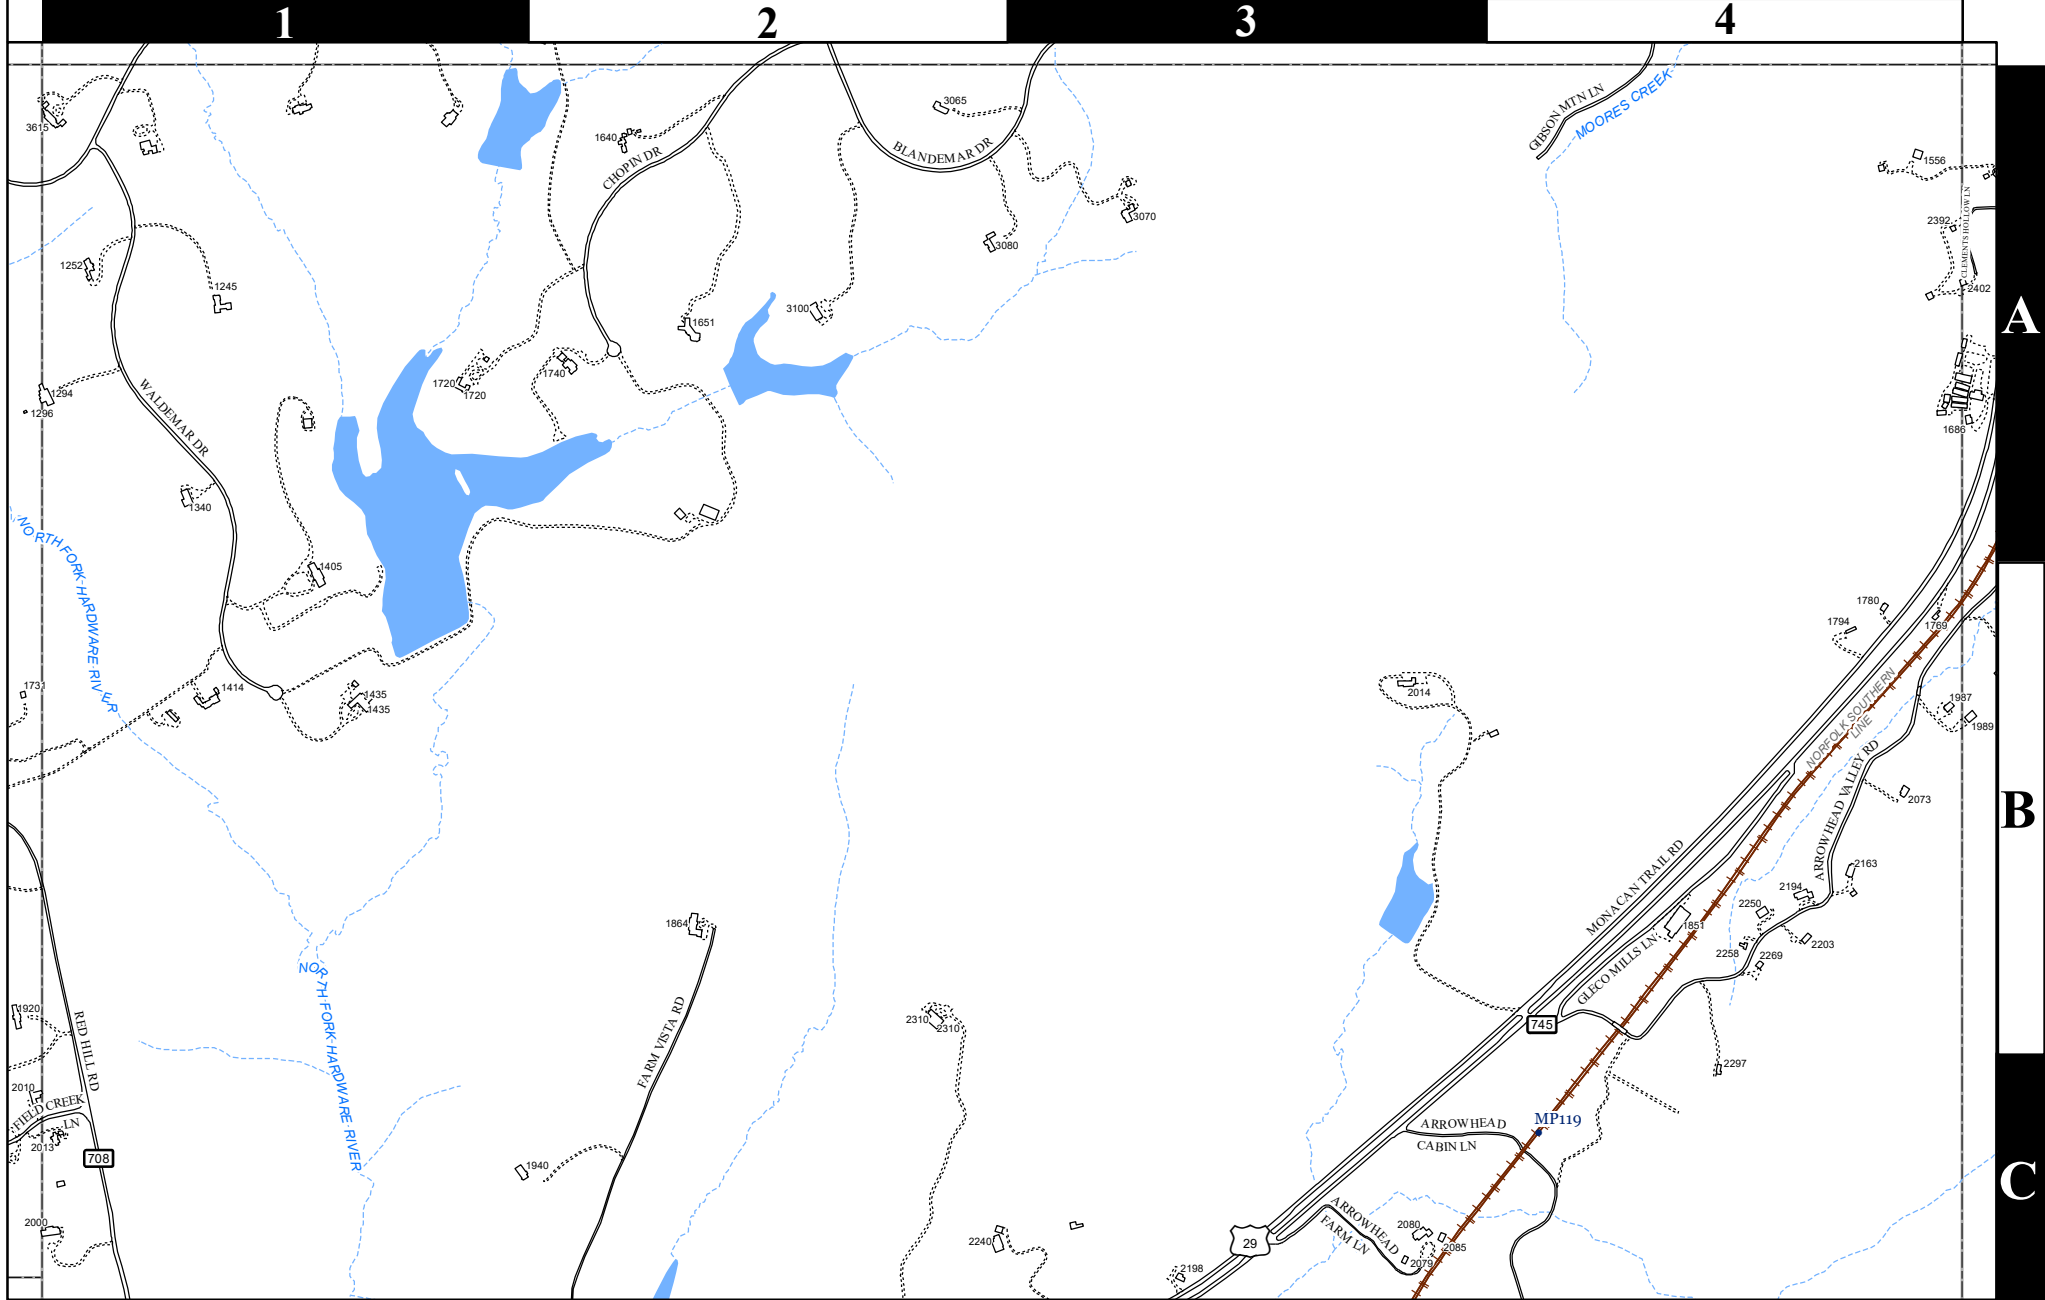 1
2
3
4
A
B
C
3615
1640
CHOPIN DR
3065
BLANDEMAR DR
3070
3080
GIBSON MTN LN
MOORES CREEK
1556
2392
CLEMENTS HOLLOW LN
2402
1252
1245
1651
3100
1720
1720
1740
1294
1296
WALDEMAR DR
1686
1340
NORTH FORK HARDWARE RIVER
1405
1780
1794
1769
1731
1414
1435
1435
2014
NORFOLK SOUTHERN
LINE
1987
1989
ARROWHEAD VALLEY RD
2073
MONACAN TRAIL RD
2163
2194
2250
1851
2203
2258
2269
GLECO MILLS LN
745
2297
1864
FARM VISTA RD
2310
2310
NORTH FORK HARDWARE RIVER
1920
RED HILL RD
2010
FIELD CREEK
LN
2013
708
2000
1940
2240
2198
29
MP119
ARROWHEAD
CABIN LN
ARROWHEAD
FARM LN
2080
2085
2079